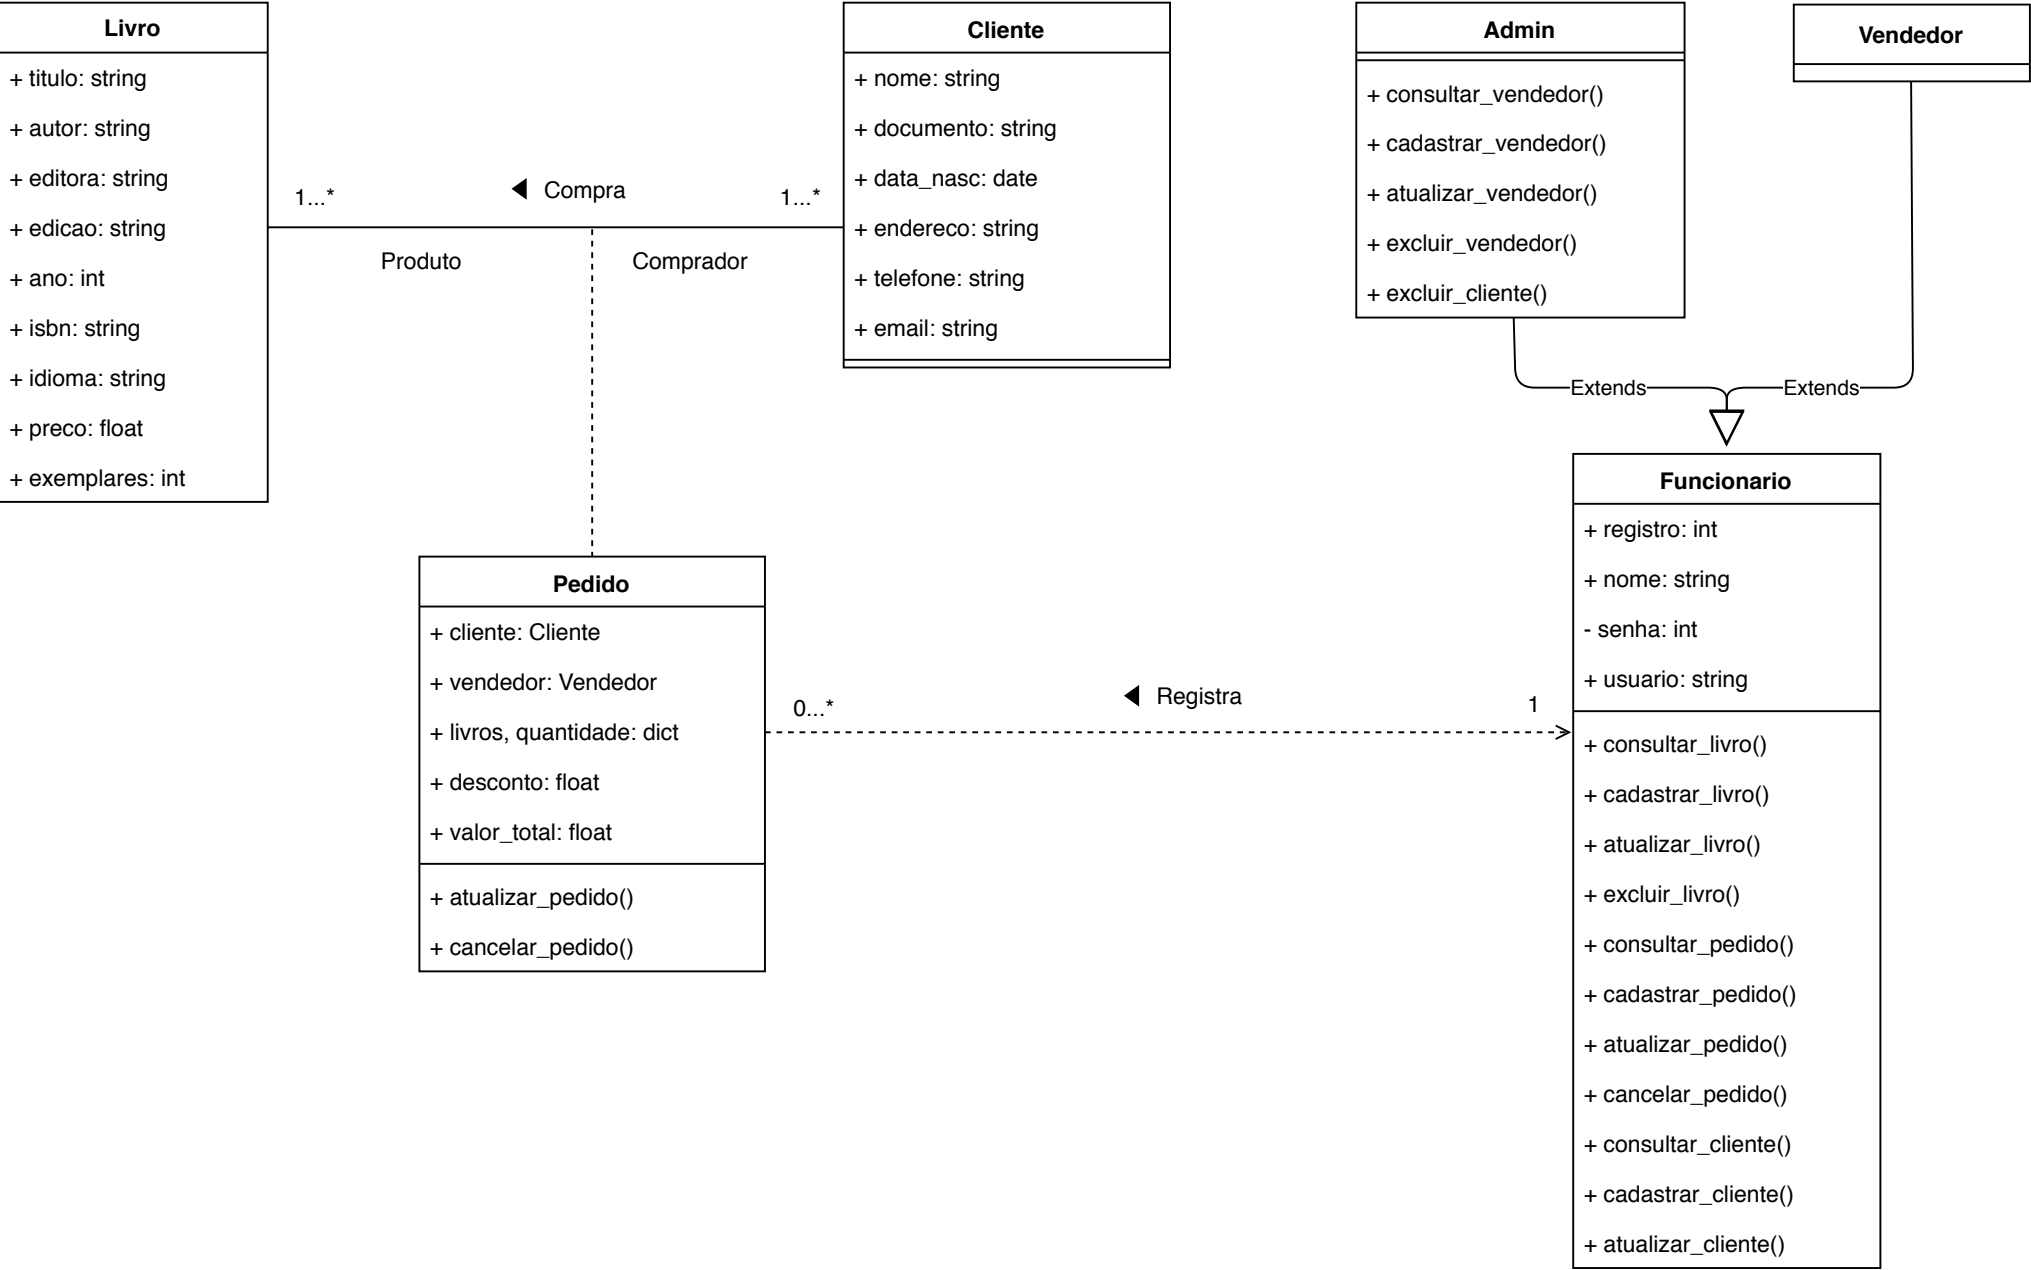 Livro
+ titulo: string
+ autor: string
+ editora: string
+ edicao: string
+ ano: int
+ isbn: string
+ idioma: string
+ preco: float
+ exemplares: int
1...*
Compra
1...*
Produto
Comprador
Cliente
+ nome: string
+ documento: string
+ data_nasc: date
+ endereco: string
+ telefone: string
+ email: string
Admin
+ consultar_vendedor()
+ cadastrar_vendedor()
+ atualizar_vendedor()
+ excluir_vendedor()
+ excluir_cliente()
Vendedor
Extends
Extends
Pedido
+ cliente: Cliente
+ vendedor: Vendedor
+ livros, quantidade: dict
+ desconto: float
+ valor_total: float
+ atualizar_pedido()
+ cancelar_pedido()
0...*
Registra
1
Funcionario
+ registro: int
+ nome: string
- senha: int
+ usuario: string
+ consultar_livro()
+ cadastrar_livro()
+ atualizar_livro()
+ excluir_livro()
+ consultar_pedido()
+ cadastrar_pedido()
+ atualizar_pedido()
+ cancelar_pedido()
+ consultar_cliente()
+ cadastrar_cliente()
+ atualizar_cliente()